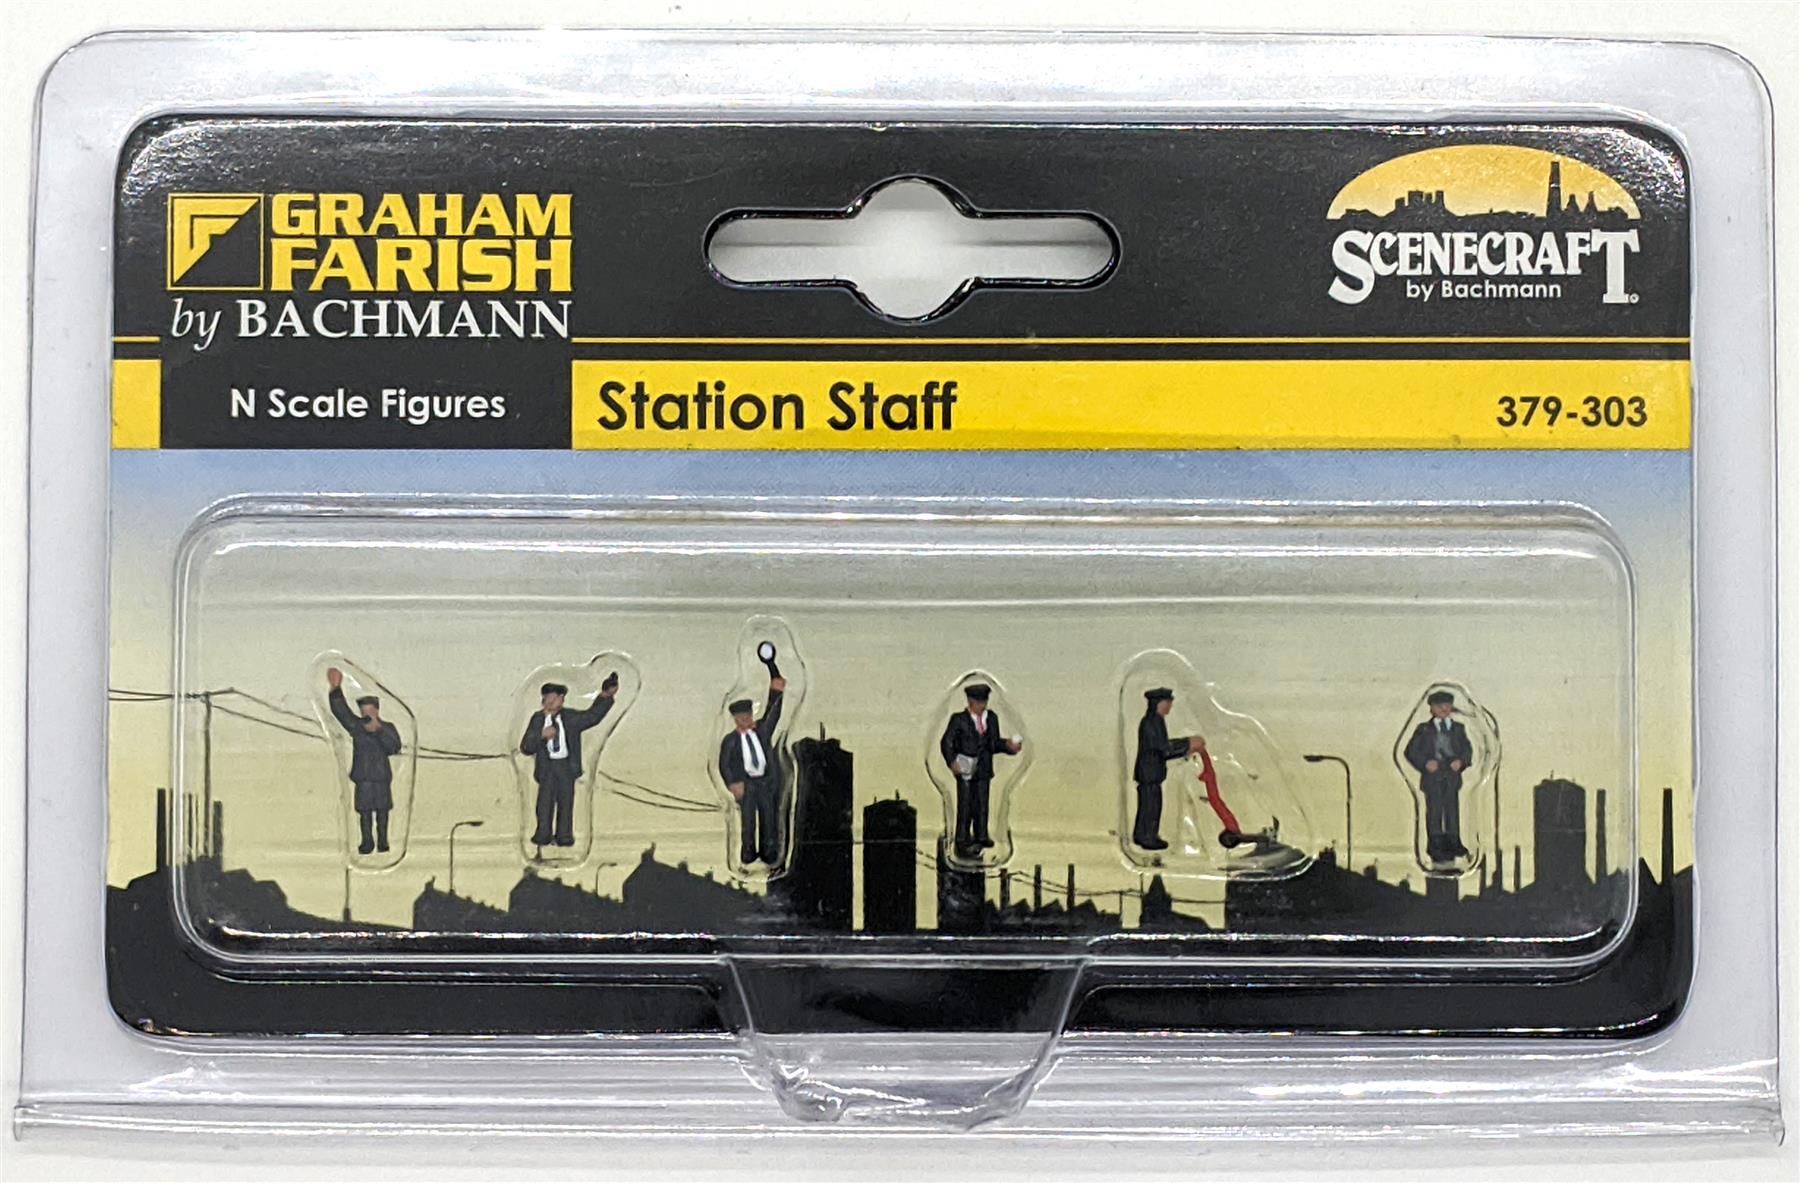 GRAHAM
FARISH
by BACHMANN
SCENECRAFT
by Bachmann
N Scale Figures
Station Staff
379-303